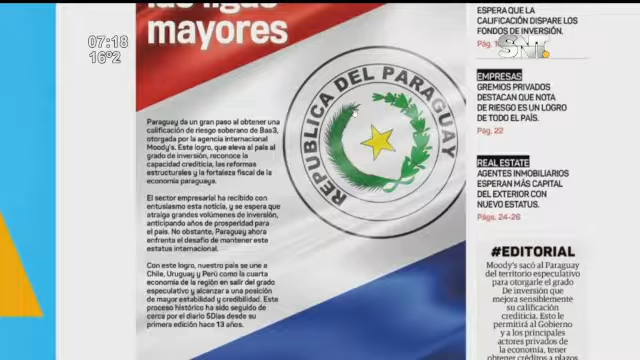 las ligas
mayores
07:18
16°2
Paraguay da un gran paso al obtener una
calificación de riesgo soberano de Baa3,
otorgada por la agencia internacional
Moody's. Este logro, que eleva al país al
grado de inversión, reconoce la
capacidad crediticia, las reformas
estructurales y la fortaleza fiscal de la
economía paraguaya.
El sector empresarial ha recibido con
entusiasmo esta noticia, y se espera que
atraiga grandes volúmenes de inversión,
anticipando años de prosperidad para
el país. No obstante, Paraguay ahora
enfrenta el desafío de mantener este
estatus internacional.
Con este logro, nuestro país se une a
Chile, Uruguay y Perú como la cuarta
economía de la región en salir del grado
especulativo y alcanzar a una posición
de mayor estabilidad y credibilidad. Este
proceso histórico ha sido seguido de
cerca por el diario 5Días desde su
primera edición hace 13 años.
REPUBLICA DEL PARAGUAY
ESPERA QUE LA
CALIFICACIÓN DISPARE LOS
FONDOS DE INVERSIÓN.
Pág.
SNT
EMPRESAS
GREMIOS PRIVADOS
DESTACAN QUE NOTA
DE RIESGO ES UN LOGRO
DE TODO EL PAÍS.
Pág. 22
REAL ESTATE
AGENTES INMOBILIARIOS
ESPERAN MÁS CAPITAL
DEL EXTERIOR CON
NUEVO ESTATUS.
Págs. 24-26
#EDITORIAL
Moody's sacó al Paraguay
del territorio especulativo
para otorgarle el grado
De inversión que
mejora sensiblemente su
calificación crediticia.
Esto le
permitirá al Gobierno
y a los principales
actores privados de
la economía, tener
obtener créditos a plazos